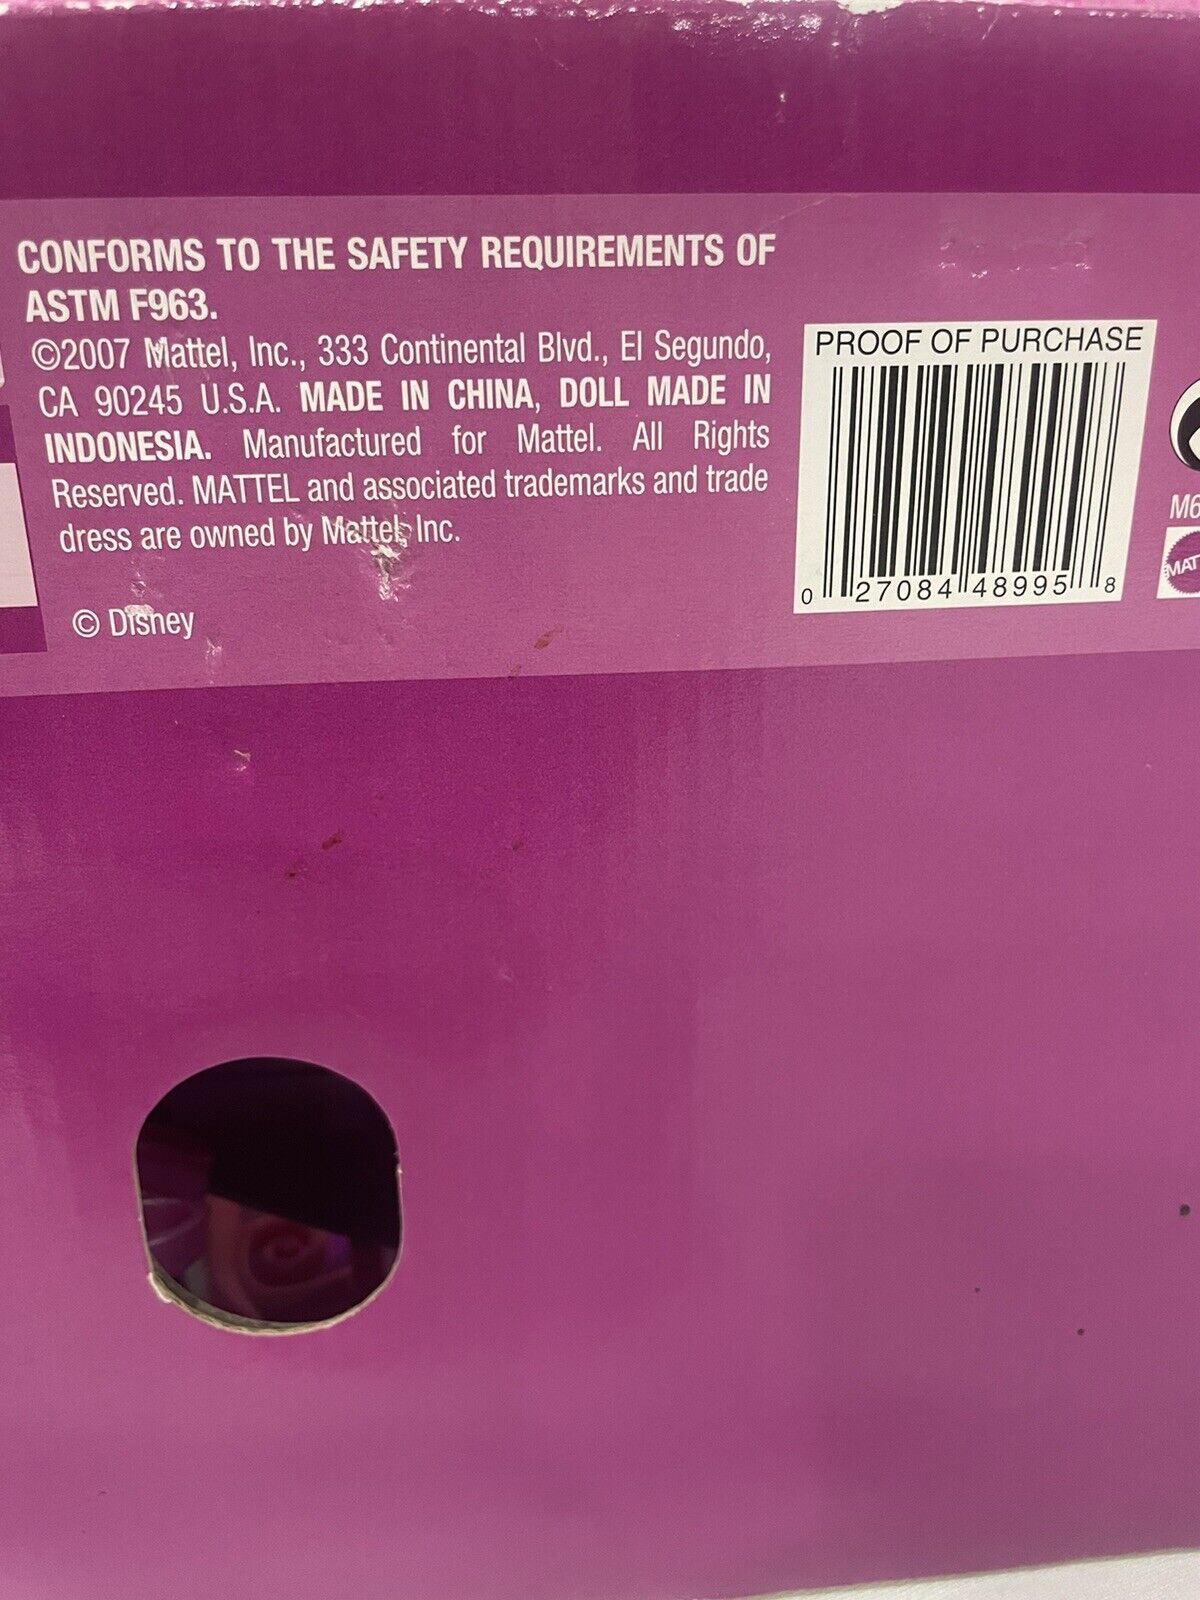 CONFORMS TO THE SAFETY REQUIREMENTS OF
ASTM F963.
©2007 Mattel, Inc., 333 Continental Blvd., El Segundo,
CA 90245 U.S.A. MADE IN CHINA, DOLL MADE IN
INDONESIA. Manufactured for Mattel. All Rights
Reserved. MATTEL and associated trademarks and trade
dress are owned by Mattel, Inc.
© Disney
PROOF OF PURCHASE
0 27084 48995 8
M6
MAT